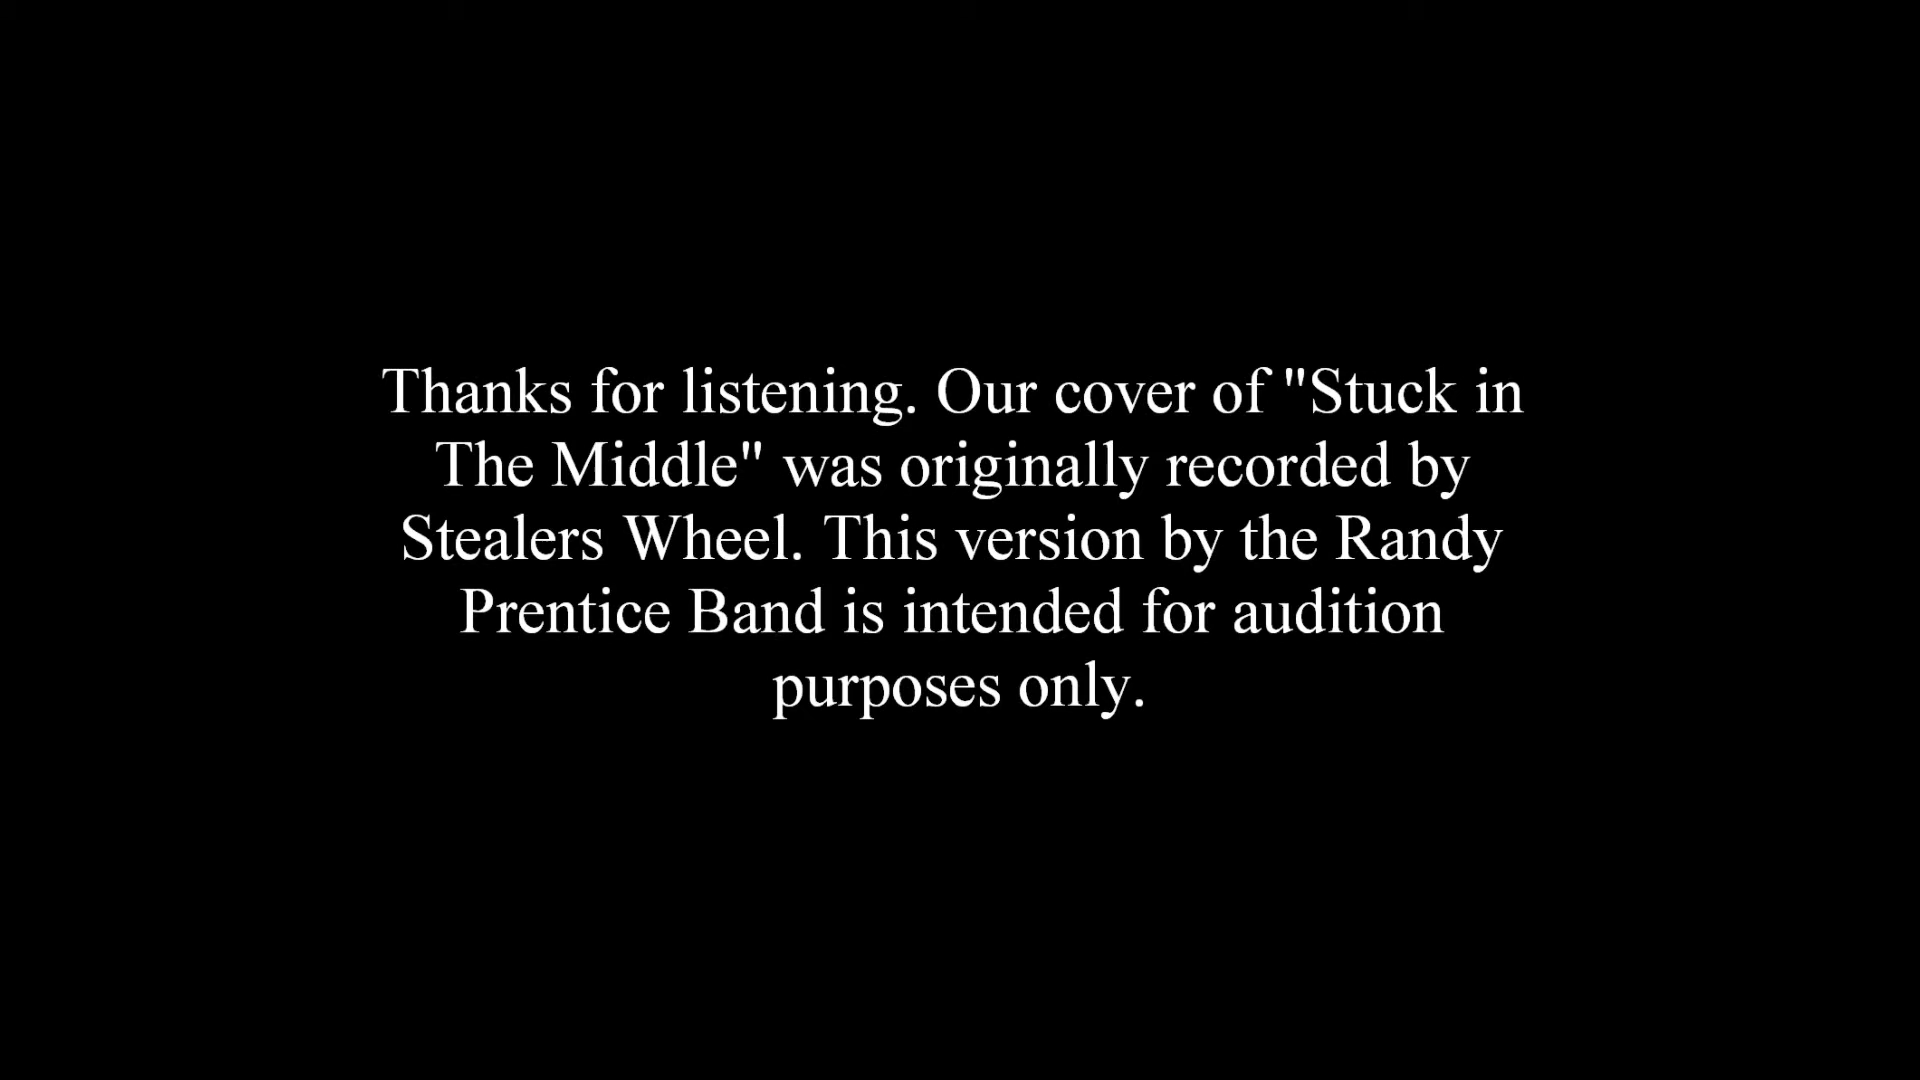 Thanks for listening. Our cover of "Stuck in
The Middle" was originally recorded by
Stealers Wheel. This version by the Randy
Prentice Band is intended for audition
purposes only.